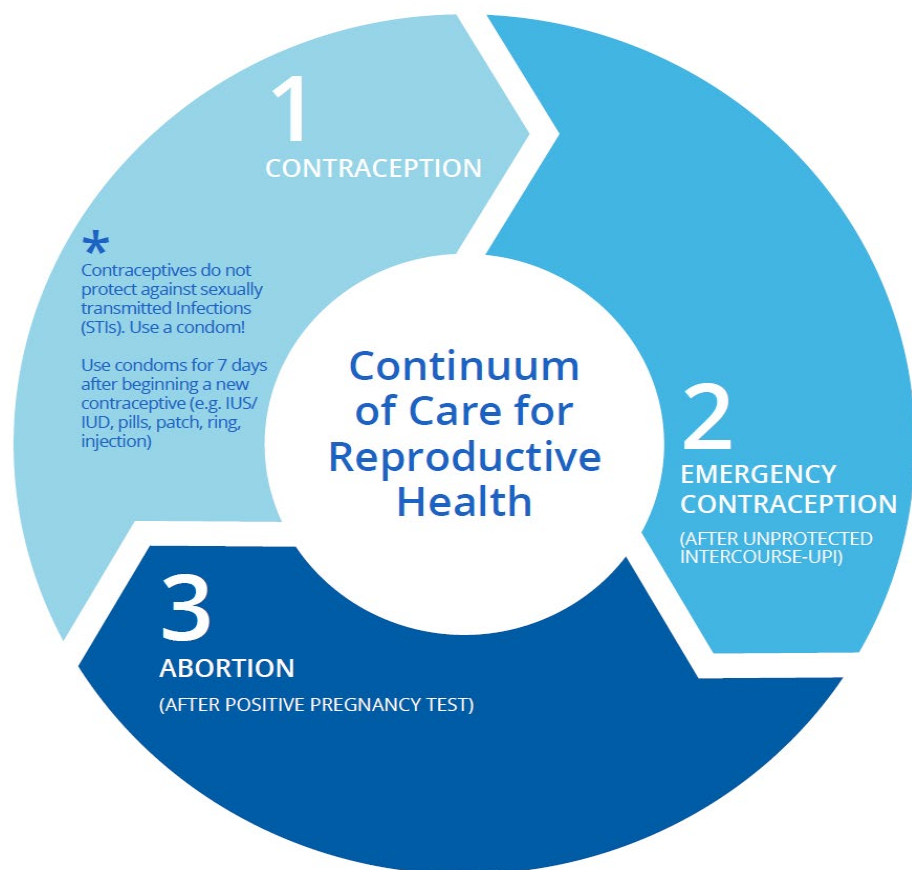 1
CONTRACEPTION
*
Contraceptives do not
protect against sexually
transmitted Infections
(STIs). Use a condom!
Use condoms for 7 days
after beginning a new
contraceptive (e.g. IUS/
IUD, pills, patch, ring,
injection)
Continuum
of Care for
Reproductive
Health
2
EMERGENCY
CONTRACEPTION
(AFTER UNPROTECTED
INTERCOURSE-UPI)
3
ABORTION
(AFTER POSITIVE PREGNANCY TEST)